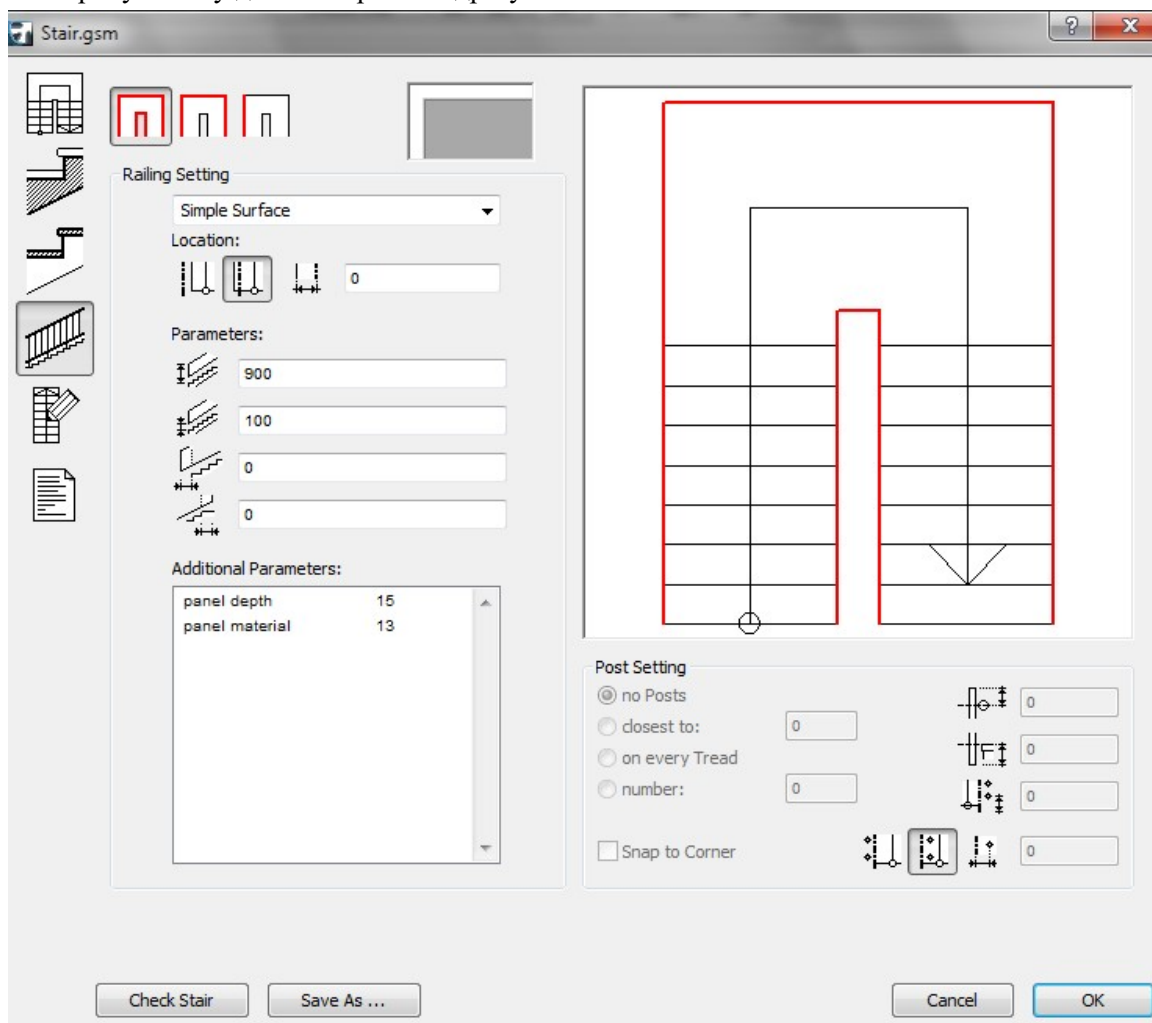 Stair.gsm
Railing Setting
Simple Surface
Location:
0
Parameters:
900
100
0
0
Additional Parameters:
panel depth 15
panel material 13
Post Setting
no Posts
closest to: 0
on every Tread
number: 0
Snap to Corner
0
0
0
0
Check Stair
Save As ...
Cancel
OK